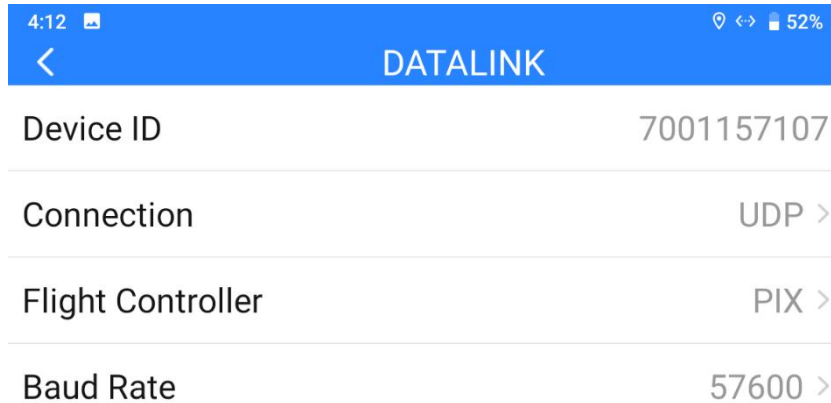 4:12 52%
DATALINK
Device ID 7001157107
Connection UDP
Flight Controller PIX
Baud Rate 57600